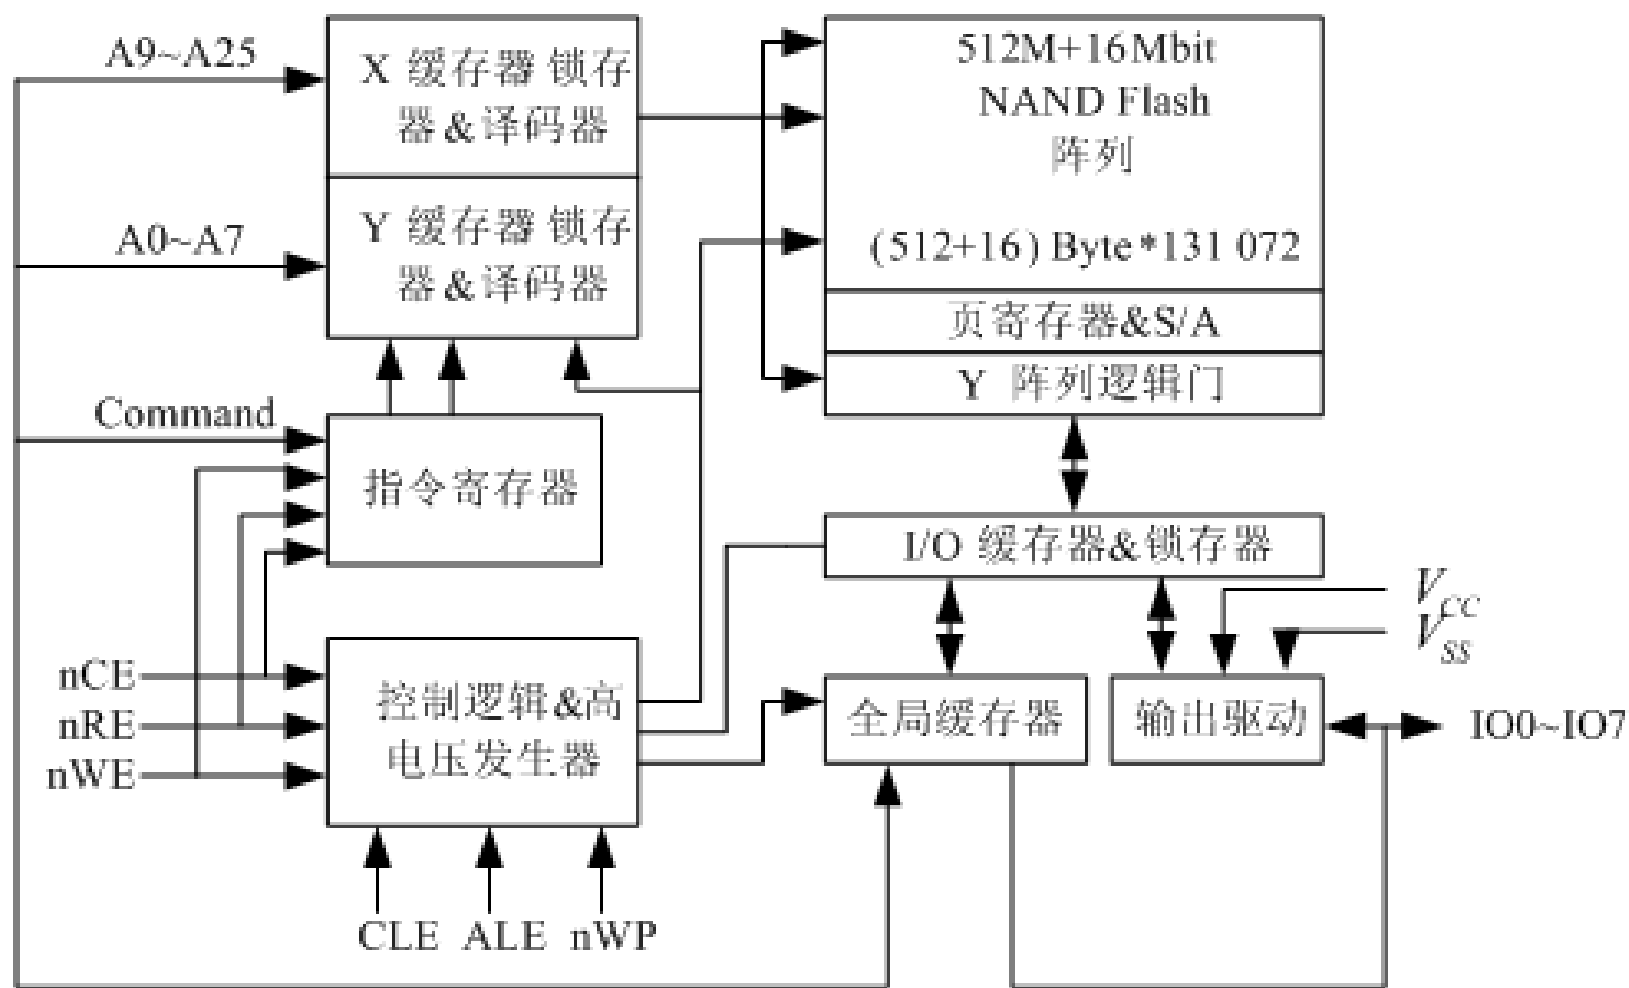 A9~A25
X 缓存器 锁存
器&译码器
A0~A7
Y 缓存器 锁存
器&译码器
512M+16Mbit
NAND Flash
阵列
(512+16) Byte*131 072
页寄存器&S/A
Y 阵列逻辑门
Command
指令寄存器
I/O 缓存器&锁存器
VCC
VSS
nCE
nRE
nWE
控制逻辑&高
电压发生器
全局缓存器
输出驱动
IO0~IO7
CLE ALE nWP